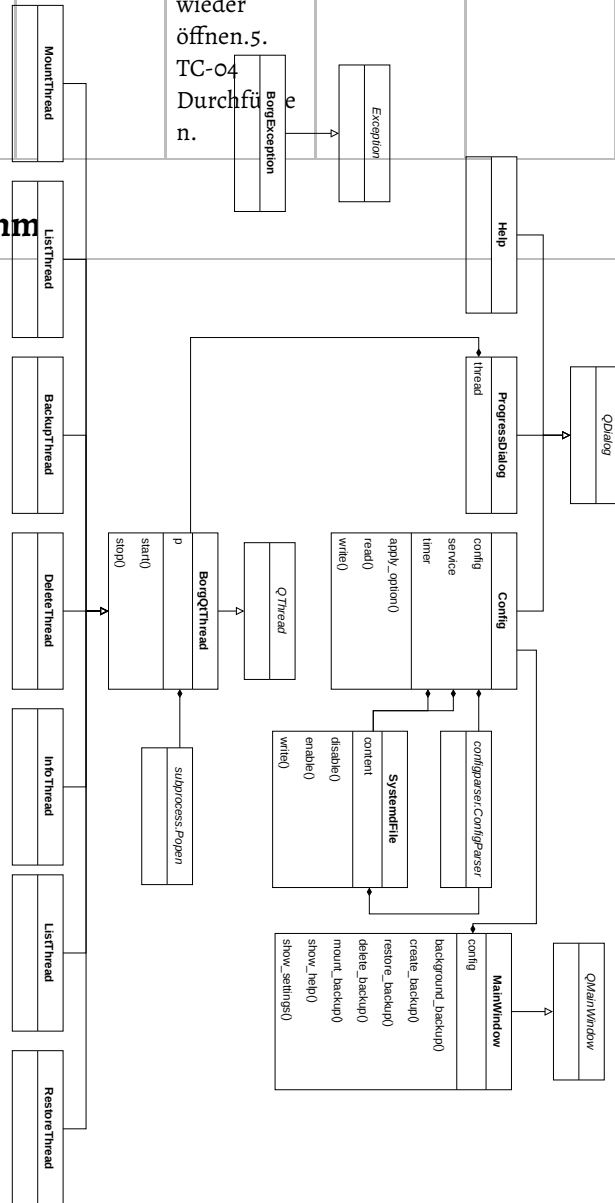 wieder
öffnen.5.
TC-04
n.
mm
MountThread
ListThread
BackupThread
DeleteThread
InfoThread
ListThread
RestoreThread
BorgException
Exception
Help
ProgressDialog
thread
QDialog
BorgQtThread
p
start()
stop()
QThread
subprocess.Popen
Config
config
service
timer
apply_option()
read()
write()
SystemdFile
content
disable()
enable()
write()
configparser.ConfigParser
MainWindow
config
background_backup()
create_backup()
restore_backup()
delete_backup()
mount_backup()
show_help()
show_settings()
QMainWindow